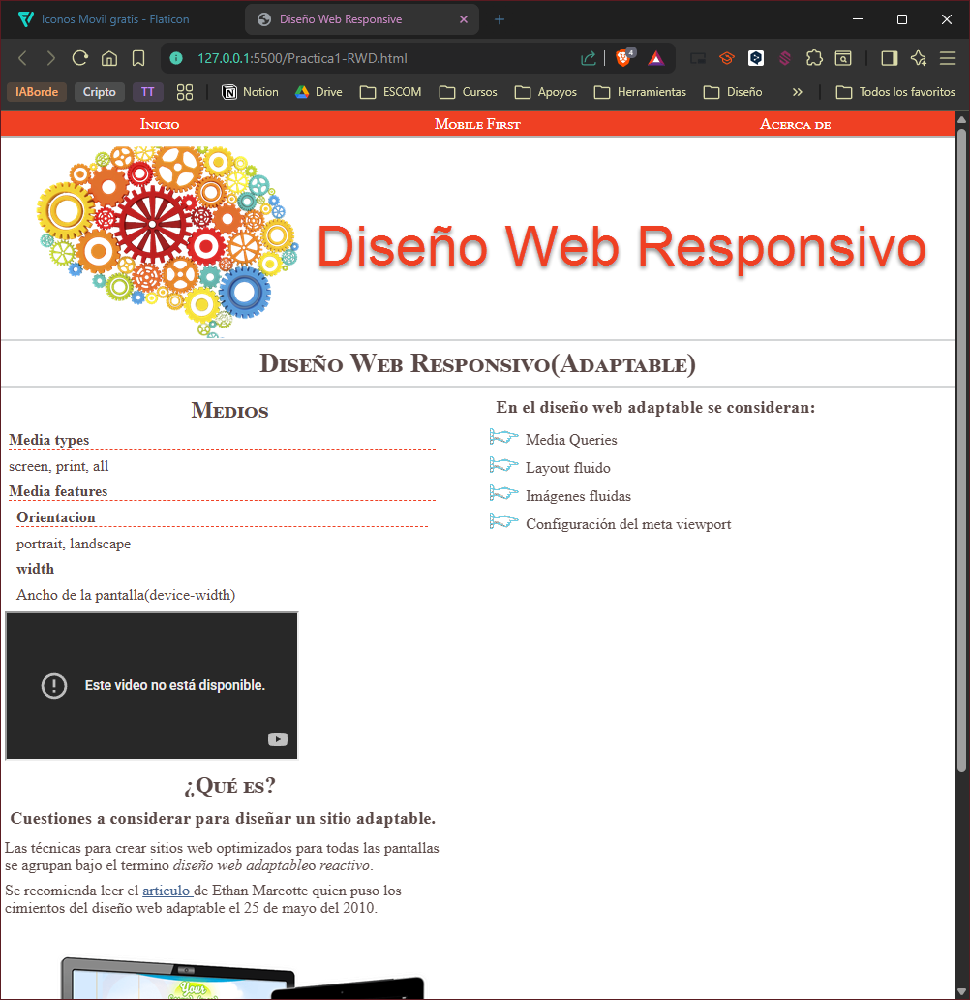 Iconos Movil gratis - Flaticon
Diseño Web Responsive
127.0.0.1:5500/Practica1-RWD.html
4
IABorde
Cripto
TT
Notion
Drive
ESCOM
Cursos
Apoyos
Herramientas
Diseño
»
Todos los favoritos
Inicio
Mobile First
Acerca de
Diseño Web Responsivo
Diseño Web Responsivo(Adaptable)
Medios
Media types
screen, print, all
Media features
Orientacion
portrait, landscape
width
Ancho de la pantalla(device-width)
Este video no está disponible.
¿Qué es?
Cuestiones a considerar para diseñar un sitio adaptable.
Las técnicas para crear sitios web optimizados para todas las pantallas
se agrupan bajo el termino diseño web adaptableo reactivo.
Se recomienda leer el articulo de Ethan Marcotte quien puso los
cimientos del diseño web adaptable el 25 de mayo del 2010.
Your
En el diseño web adaptable se consideran:
Media Queries
Layout fluido
Imágenes fluidas
Configuración del meta viewport